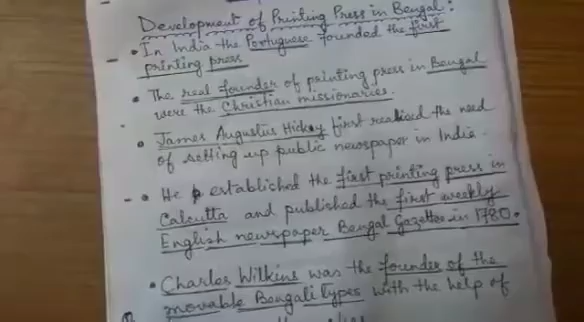 Development of Printing Press in Bengal:
• In India the Portuguese founded the first
printing press
• The real founder of printing press in Bengal
were the Christian missionaries.
• James Augustus Hickey first realised the need
of setting up public newspaper in India.
• He established the first printing press in
Calcutta and published the first weekly
English newspaper Bengal Gazette in 1780.
• Charles Wilkins was the founder of the
movable Bengali types with the help of